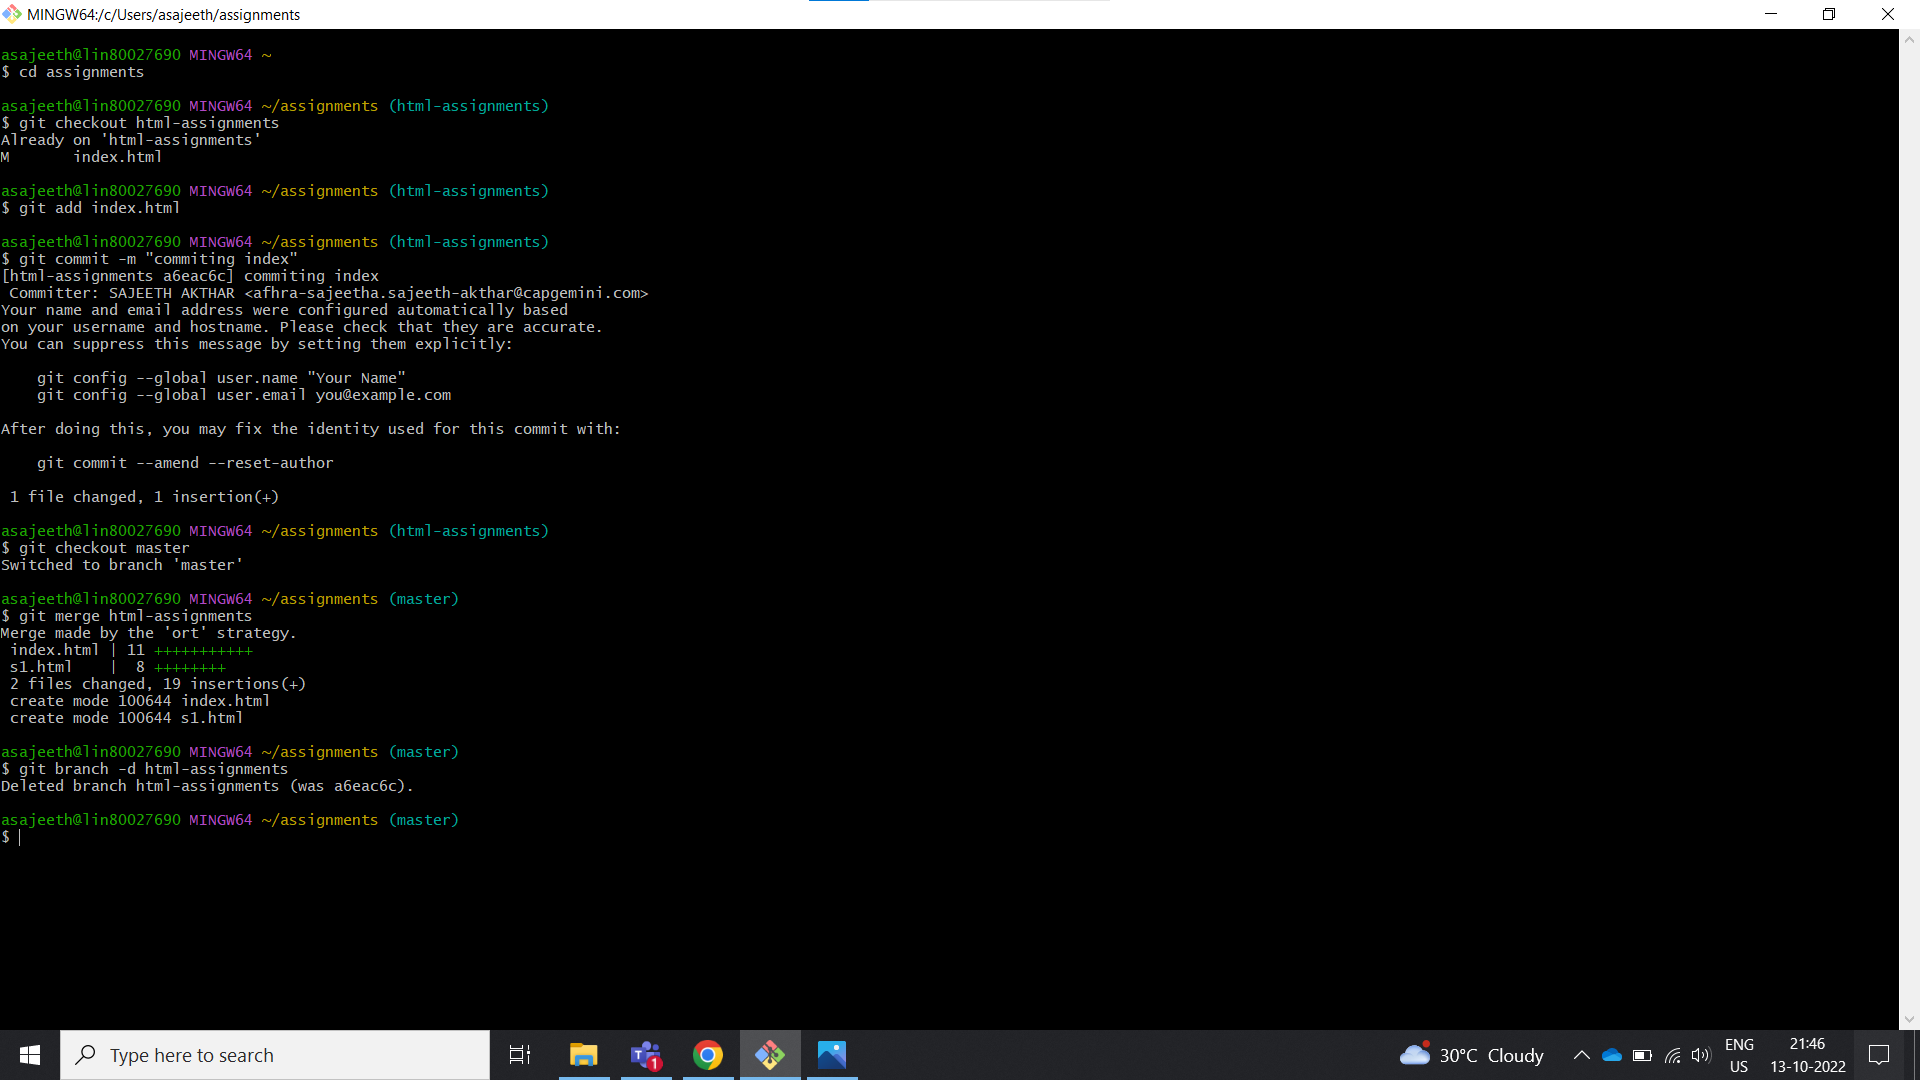 MINGW64:/c/Users/asajeeth/assignments
asajeeth@lin80027690 MINGW64 ~
$ cd assignments
asajeeth@lin80027690 MINGW64 ~/assignments (html-assignments)
$ git checkout html-assignments
Already on 'html-assignments'
M       index.html
asajeeth@lin80027690 MINGW64 ~/assignments (html-assignments)
$ git add index.html
asajeeth@lin80027690 MINGW64 ~/assignments (html-assignments)
$ git commit -m "commiting index"
[html-assignments a6eac6c] commiting index
 Committer: SAJEETH AKTHAR <afhra-sajeetha.sajeeth-akthar@capgemini.com>
Your name and email address were configured automatically based
on your username and hostname. Please check that they are accurate.
You can suppress this message by setting them explicitly:
    git config --global user.name "Your Name"
    git config --global user.email you@example.com
After doing this, you may fix the identity used for this commit with:
    git commit --amend --reset-author
 1 file changed, 1 insertion(+)
asajeeth@lin80027690 MINGW64 ~/assignments (html-assignments)
$ git checkout master
Switched to branch 'master'
asajeeth@lin80027690 MINGW64 ~/assignments (master)
$ git merge html-assignments
Merge made by the 'ort' strategy.
 index.html | 11 +++++++++++
 s1.html    |  8 ++++++++
 2 files changed, 19 insertions(+)
 create mode 100644 index.html
 create mode 100644 s1.html
asajeeth@lin80027690 MINGW64 ~/assignments (master)
$ git branch -d html-assignments
Deleted branch html-assignments (was a6eac6c).
asajeeth@lin80027690 MINGW64 ~/assignments (master)
$
Type here to search
1
30°C Cloudy
ENG
US
21:46
13-10-2022